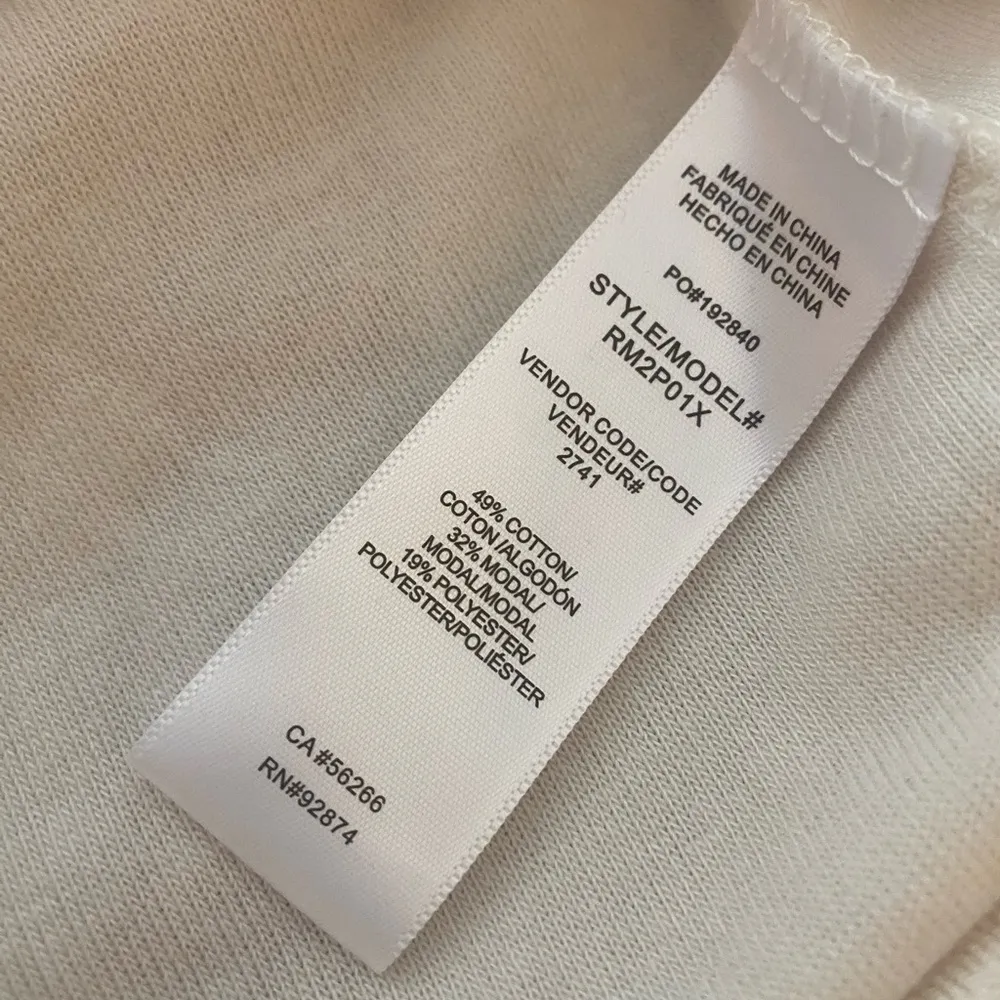 MADE IN CHINA
FABRIQUÉ EN CHINE
HECHO EN CHINA
PO#192840
STYLE/MODEL#
RM2P01X
VENDOR CODE/CODE
VENDEUR#
2741
49% COTTON/
COTON/ALGODÓN
32% MODAL/
MODAL/MODAL
19% POLYESTER/
POLYESTER/POLIÉSTER
CA#56266
RN#92874